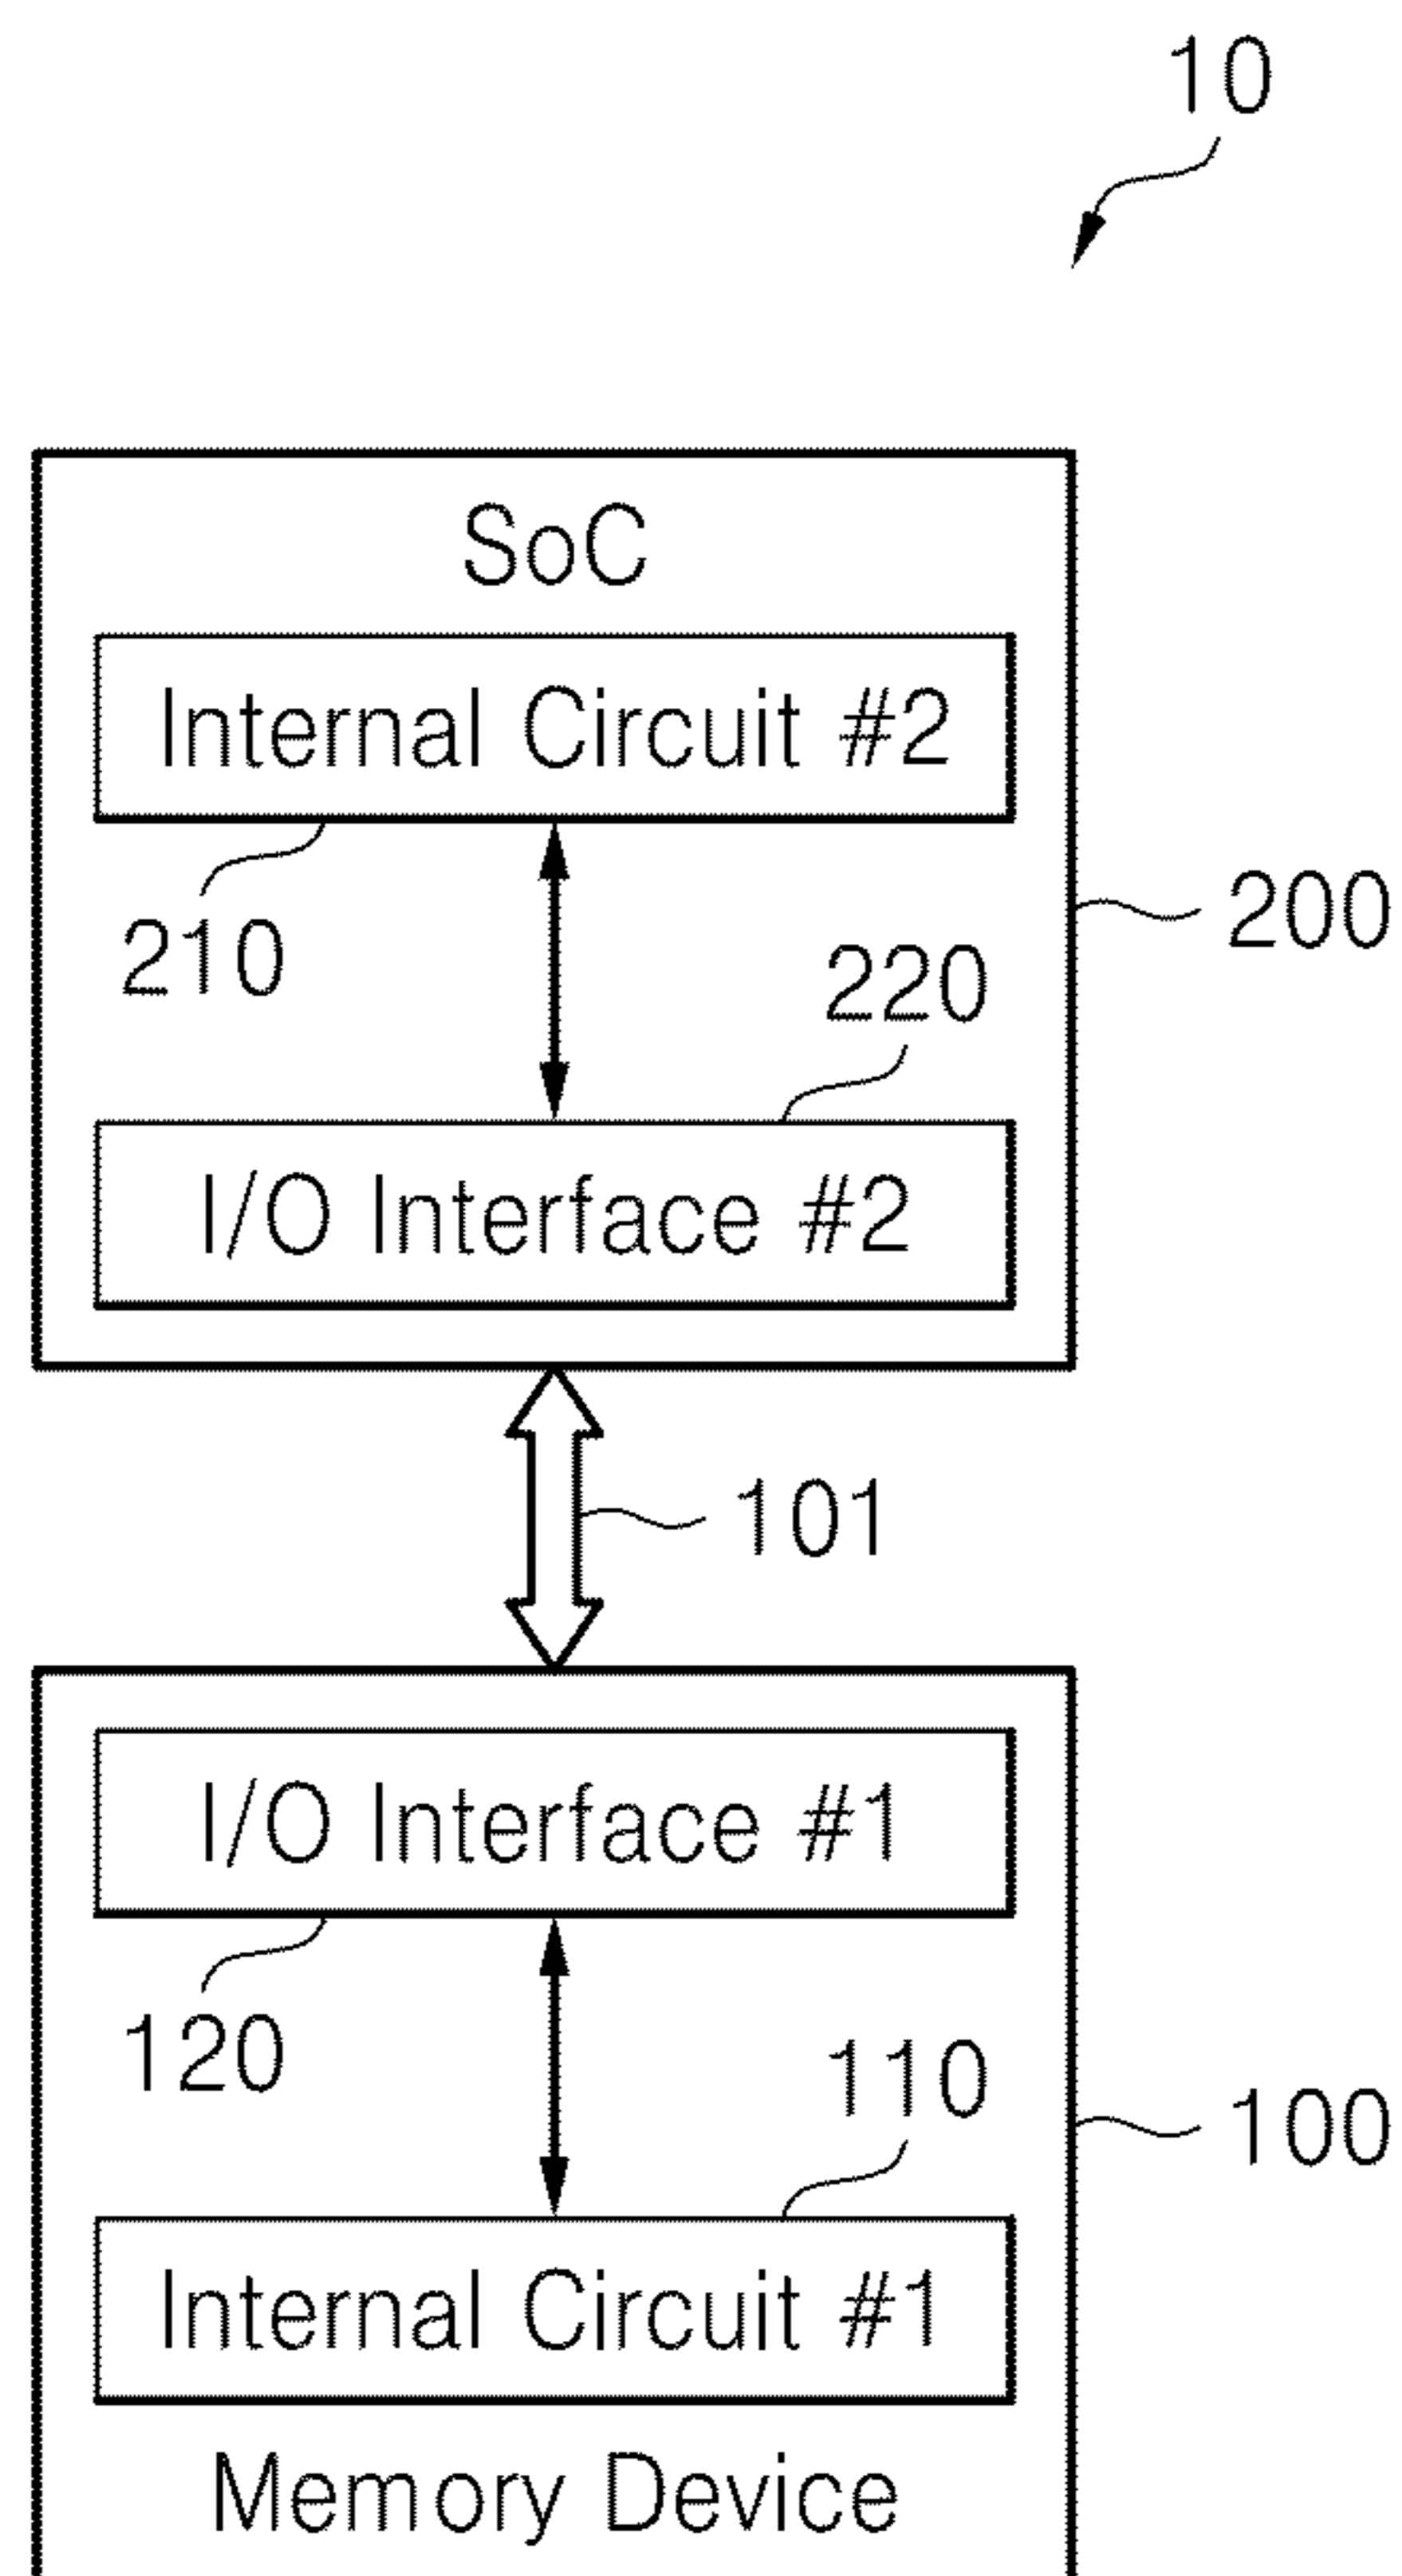 10
SoC
Internal Circuit #2
200
210
220
I/O Interface #2
101
I/O Interface #1
120
110
100
Internal Circuit #1
Memory Device